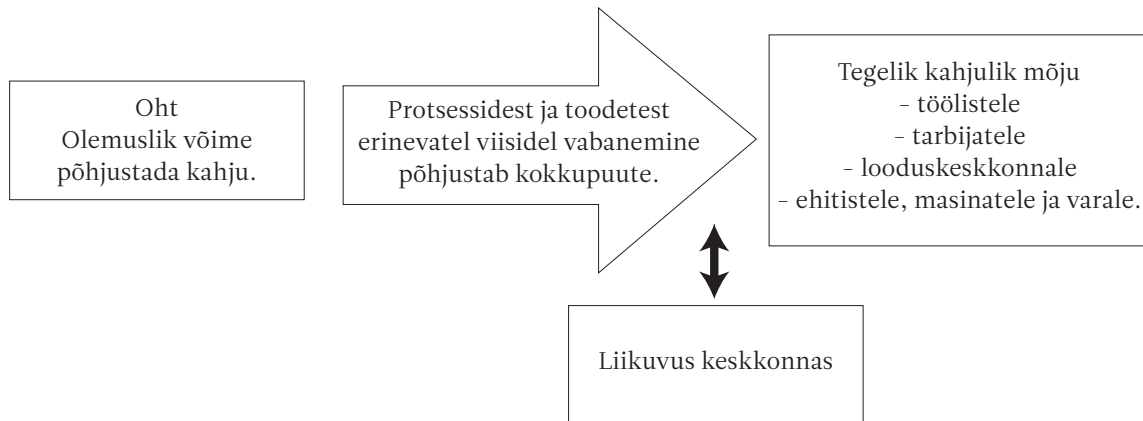 Oht
Olemuslik võime
põhjustada kahju.
Protsessidest ja toodetest
erinevatel viisidel vabanemine
põhjustab kokkupuute.
Tegelik kahjulik mõju
– töölistele
– tarbijatele
– looduskeskkonnale
– ehitistele, masinatele ja varale.
Liikuvus keskkonnas